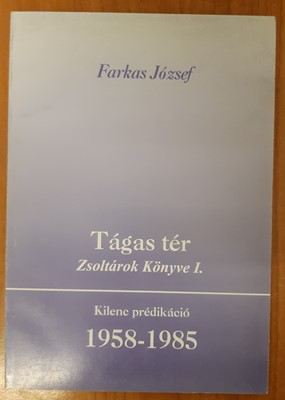 Farkas József
Tágas tér
Zsoltárok Könyve I.
Kilenc prédikáció
1958-1985